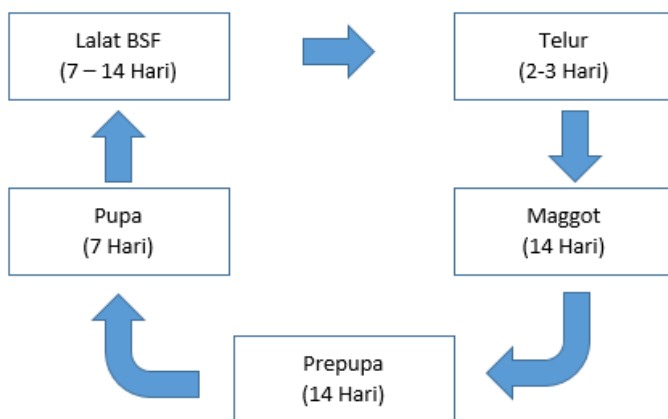 Lalat BSF
(7 – 14 Hari)
Telur
(2-3 Hari)
Maggot
(14 Hari)
Prepupa
(14 Hari)
Pupa
(7 Hari)